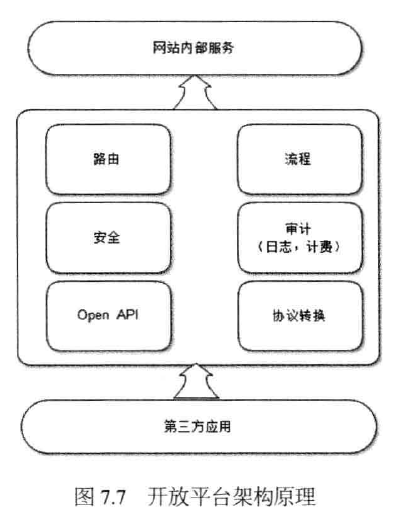 网站内部服务
路由
流程
安全
审计
（日志，计费）
Open API
协议转换
第三方应用
图 7.7 开放平台架构原理